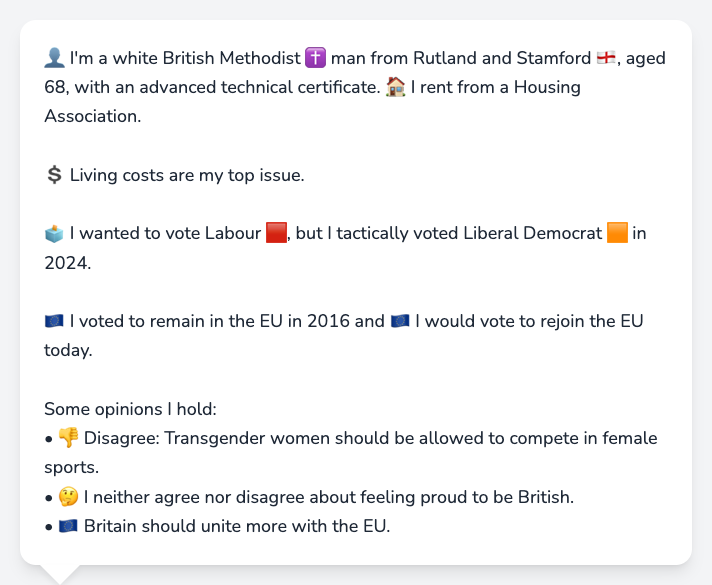 👤 I'm a white British Methodist ✝️ man from Rutland and Stamford 🏴󠁧󠁢󠁥󠁮󠁧󠁿, aged
68, with an advanced technical certificate. 🏠 I rent from a Housing
Association.
💲 Living costs are my top issue.
🗳️ I wanted to vote Labour 🟥, but I tactically voted Liberal Democrat 🟧 in
2024.
🇪🇺 I voted to remain in the EU in 2016 and 🇪🇺 I would vote to rejoin the EU
today.
Some opinions I hold:
• 👎 Disagree: Transgender women should be allowed to compete in female
sports.
• 🤔 I neither agree nor disagree about feeling proud to be British.
• 🇪🇺 Britain should unite more with the EU.